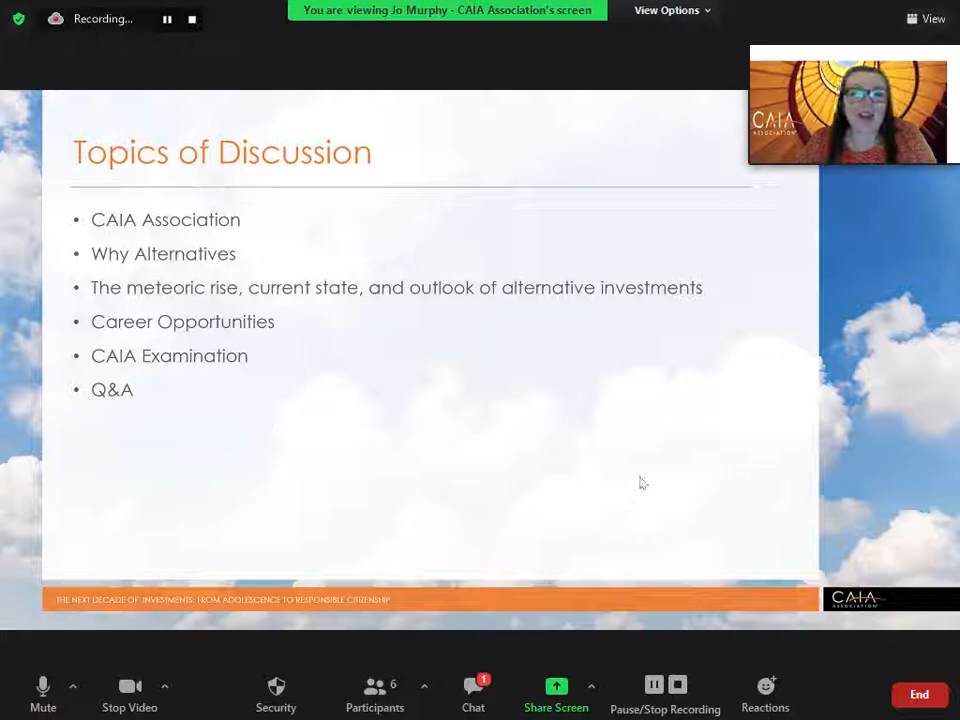 Recording...
You are viewing Jo Murphy - CAIA Association's screen
View Options
View
CAIA
ASSOCIATION
Topics of Discussion
• CAIA Association
• Why Alternatives
• The meteoric rise, current state, and outlook of alternative investments
• Career Opportunities
• CAIA Examination
• Q&A
THE NEXT DECADE OF INVESTMENTS: FROM ADOLESCENCE TO RESPONSIBLE CITIZENSHIP
CAIA
ASSOCIATION
6
1
Mute
Stop Video
Security
Participants
Chat
Share Screen
Pause/Stop Recording
Reactions
End